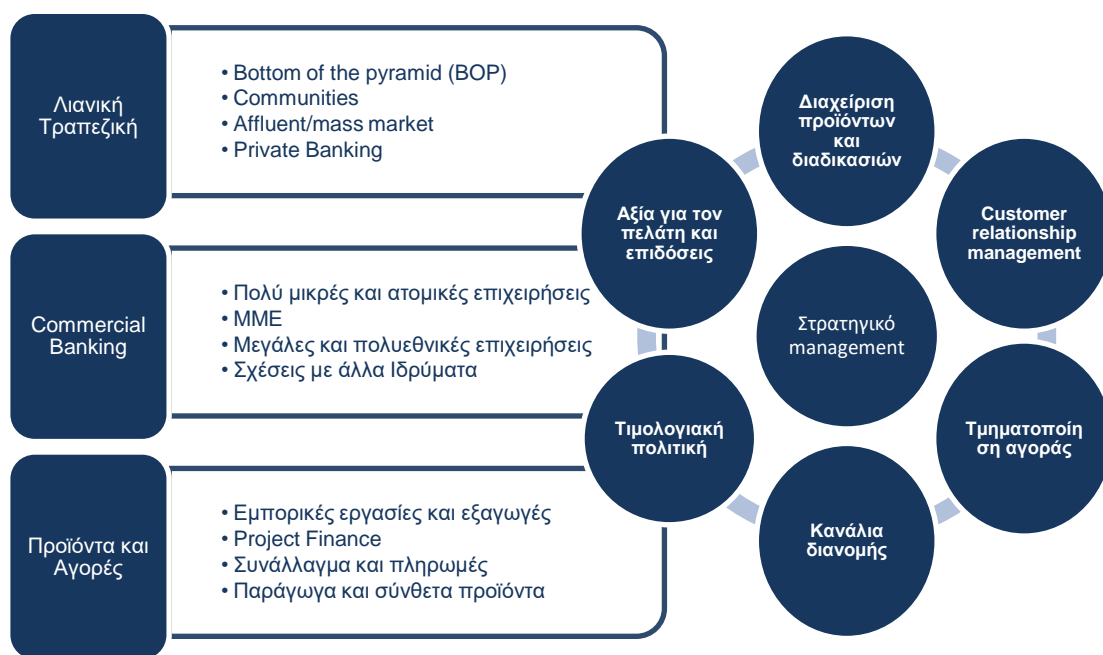 Λιανική
Τραπεζική
• Bottom of the pyramid (BOP)
• Communities
• Affluent/mass market
• Private Banking
Commercial
Banking
• Πολύ μικρές και ατομικές επιχειρήσεις
• ΜΜΕ
• Μεγάλες και πολυεθνικές επιχειρήσεις
• Σχέσεις με άλλα Ιδρύματα
Προϊόντα και
Αγορές
• Εμπορικές εργασίες και εξαγωγές
• Project Finance
• Συνάλλαγμα και πληρωμές
• Παράγωγα και σύνθετα προϊόντα
Διαχείριση
προϊόντων
και
διαδικασιών
Customer
relationship
management
Τμηματοποίη
ση αγοράς
Κανάλια
διανομής
Τιμολογιακή
πολιτική
Αξία για τον
πελάτη και
επιδόσεις
Στρατηγικό
management